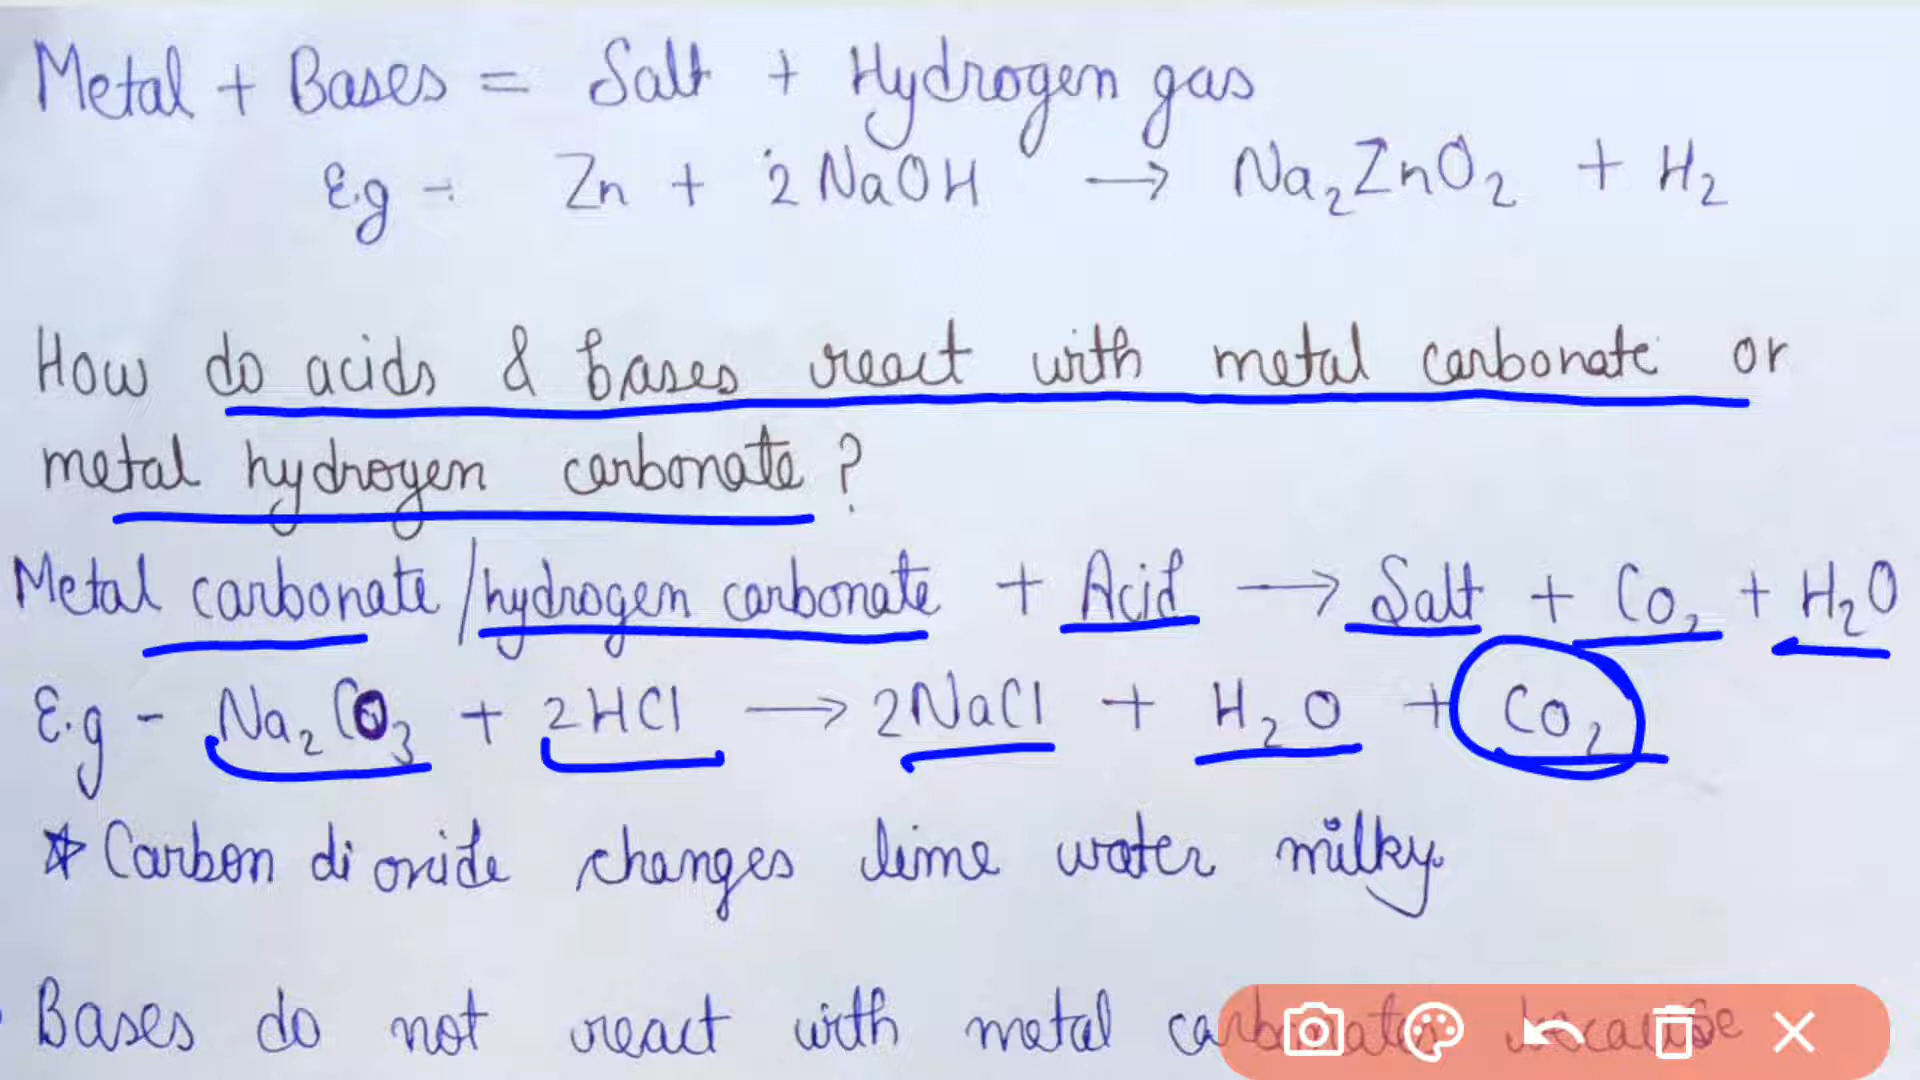 Metal + Bases = Salt + Hydrogen gas
E.g - Zn + 2NaOH → Na₂ZnO₂ + H₂
How do acids & bases react with metal carbonate or
metal hydrogen carbonate ?
Metal carbonate / hydrogen carbonate + Acid → Salt + Co₂ + H₂O
E.g - Na₂CO₃ + 2HCl → 2NaCl + H₂O + CO₂
* Carbon di oxide changes lime water milky.
Bases do not react with metal carbonates because